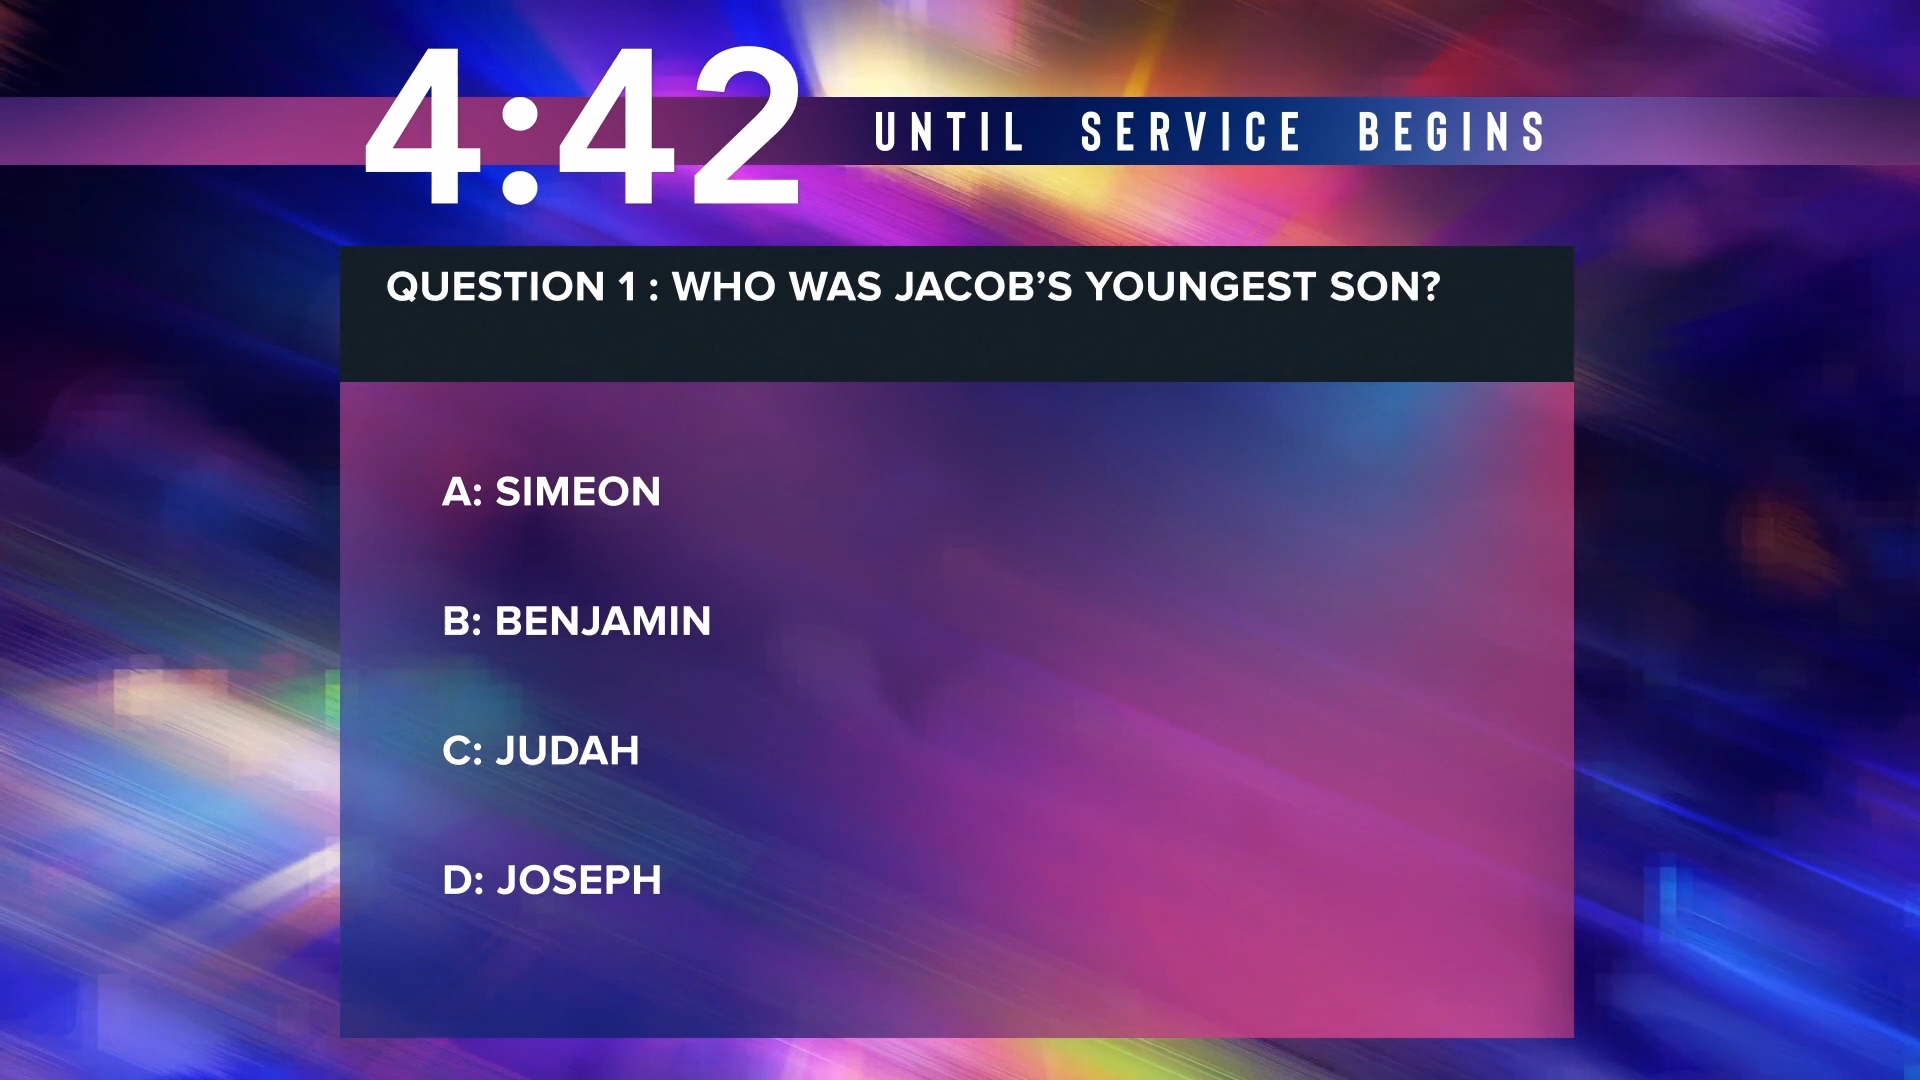 4:42 UNTIL SERVICE BEGINS
QUESTION 1 : WHO WAS JACOB’S YOUNGEST SON?
A: SIMEON
B: BENJAMIN
C: JUDAH
D: JOSEPH